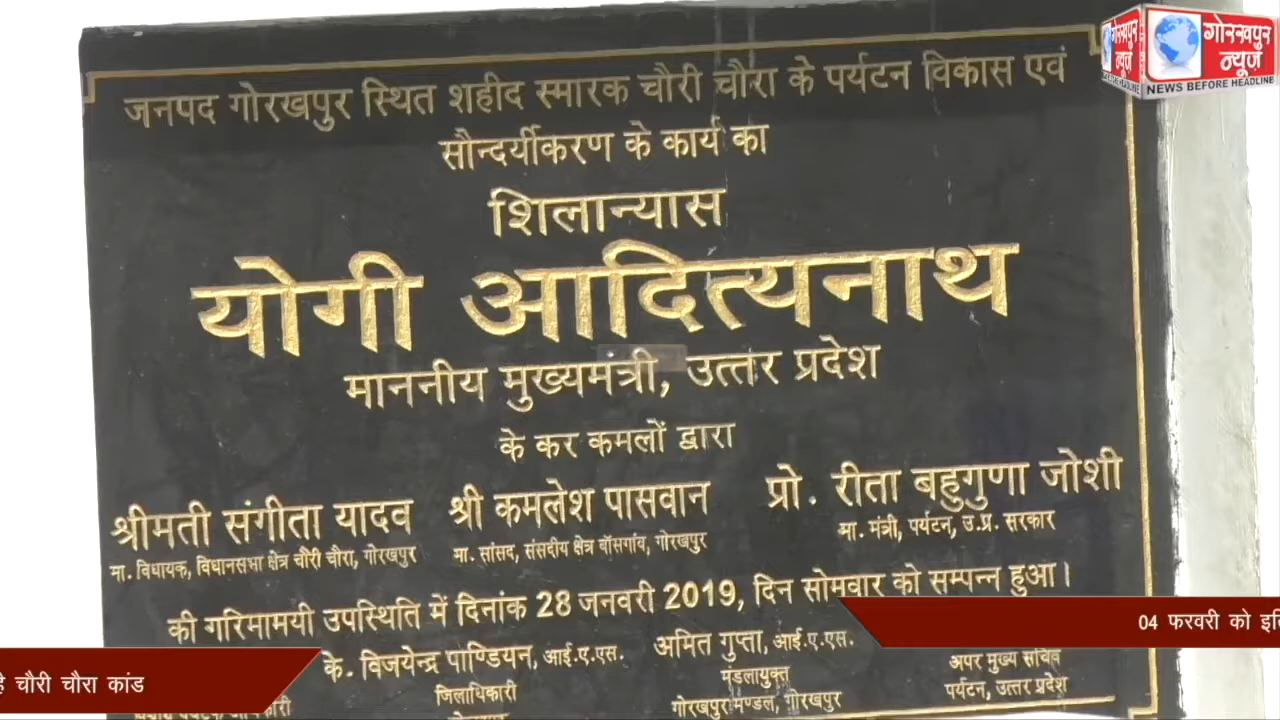 गोरखपुर न्यूज़
NEWS BEFORE HEADLINE
जनपद गोरखपुर स्थित शहीद स्मारक चौरी चौरा के पर्यटन विकास एवं
सौन्दर्यीकरण के कार्य का
शिलान्यास
योगी आदित्यनाथ
माननीय मुख्यमंत्री, उत्तर प्रदेश
के कर कमलों द्वारा
श्रीमती संगीता यादव श्री कमलेश पासवान प्रो. रीता बहुगुणा जोशी
मा. विधायक, विधानसभा क्षेत्र चौरी चौरा, गोरखपुर मा. सांसद, संसदीय क्षेत्र बॉसगांव, गोरखपुर मा. मंत्री, पर्यटन, उ.प्र. सरकार
की गरिमामयी उपस्थिति में दिनांक 28 जनवरी 2019, दिन सोमवार को सम्पन्न हुआ।
04 फरवरी को
के. विजयेन्द्र पाण्डियन, आई.ए.एस. अमित गुप्ता, आई.ए.एस.
जिलाधिकारी मंडलायुक्त अपर मुख्य सचिव
गोरखपुर मण्डल, गोरखपुर पर्यटन, उत्तर प्रदेश
है चौरी चौरा कांड